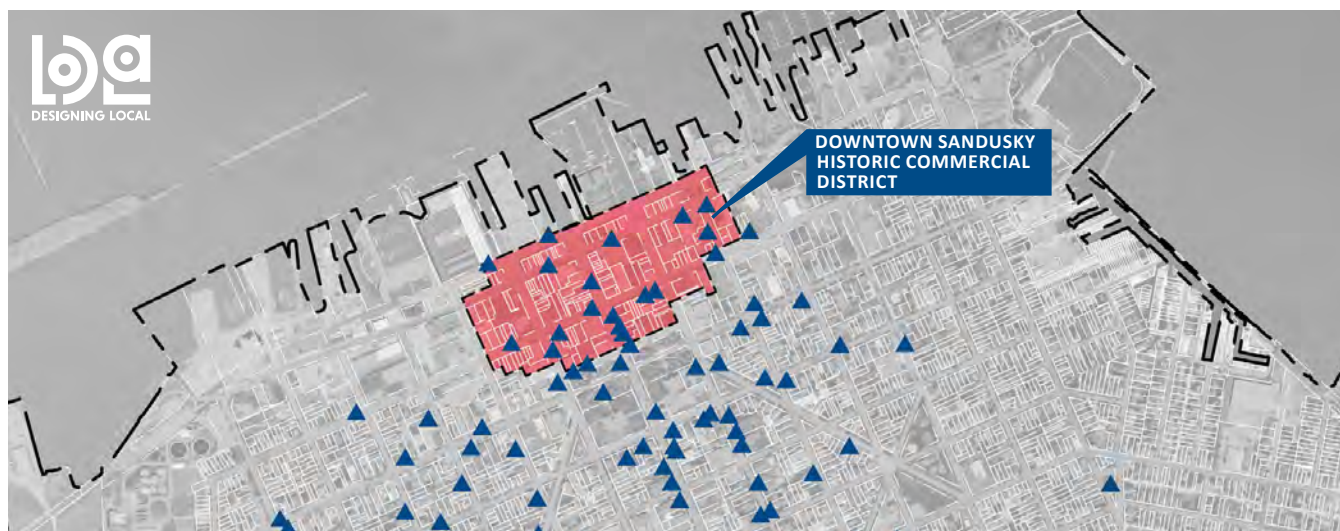 DESIGNING LOCAL
DOWNTOWN SANDUSKY
HISTORIC COMMERCIAL
DISTRICT